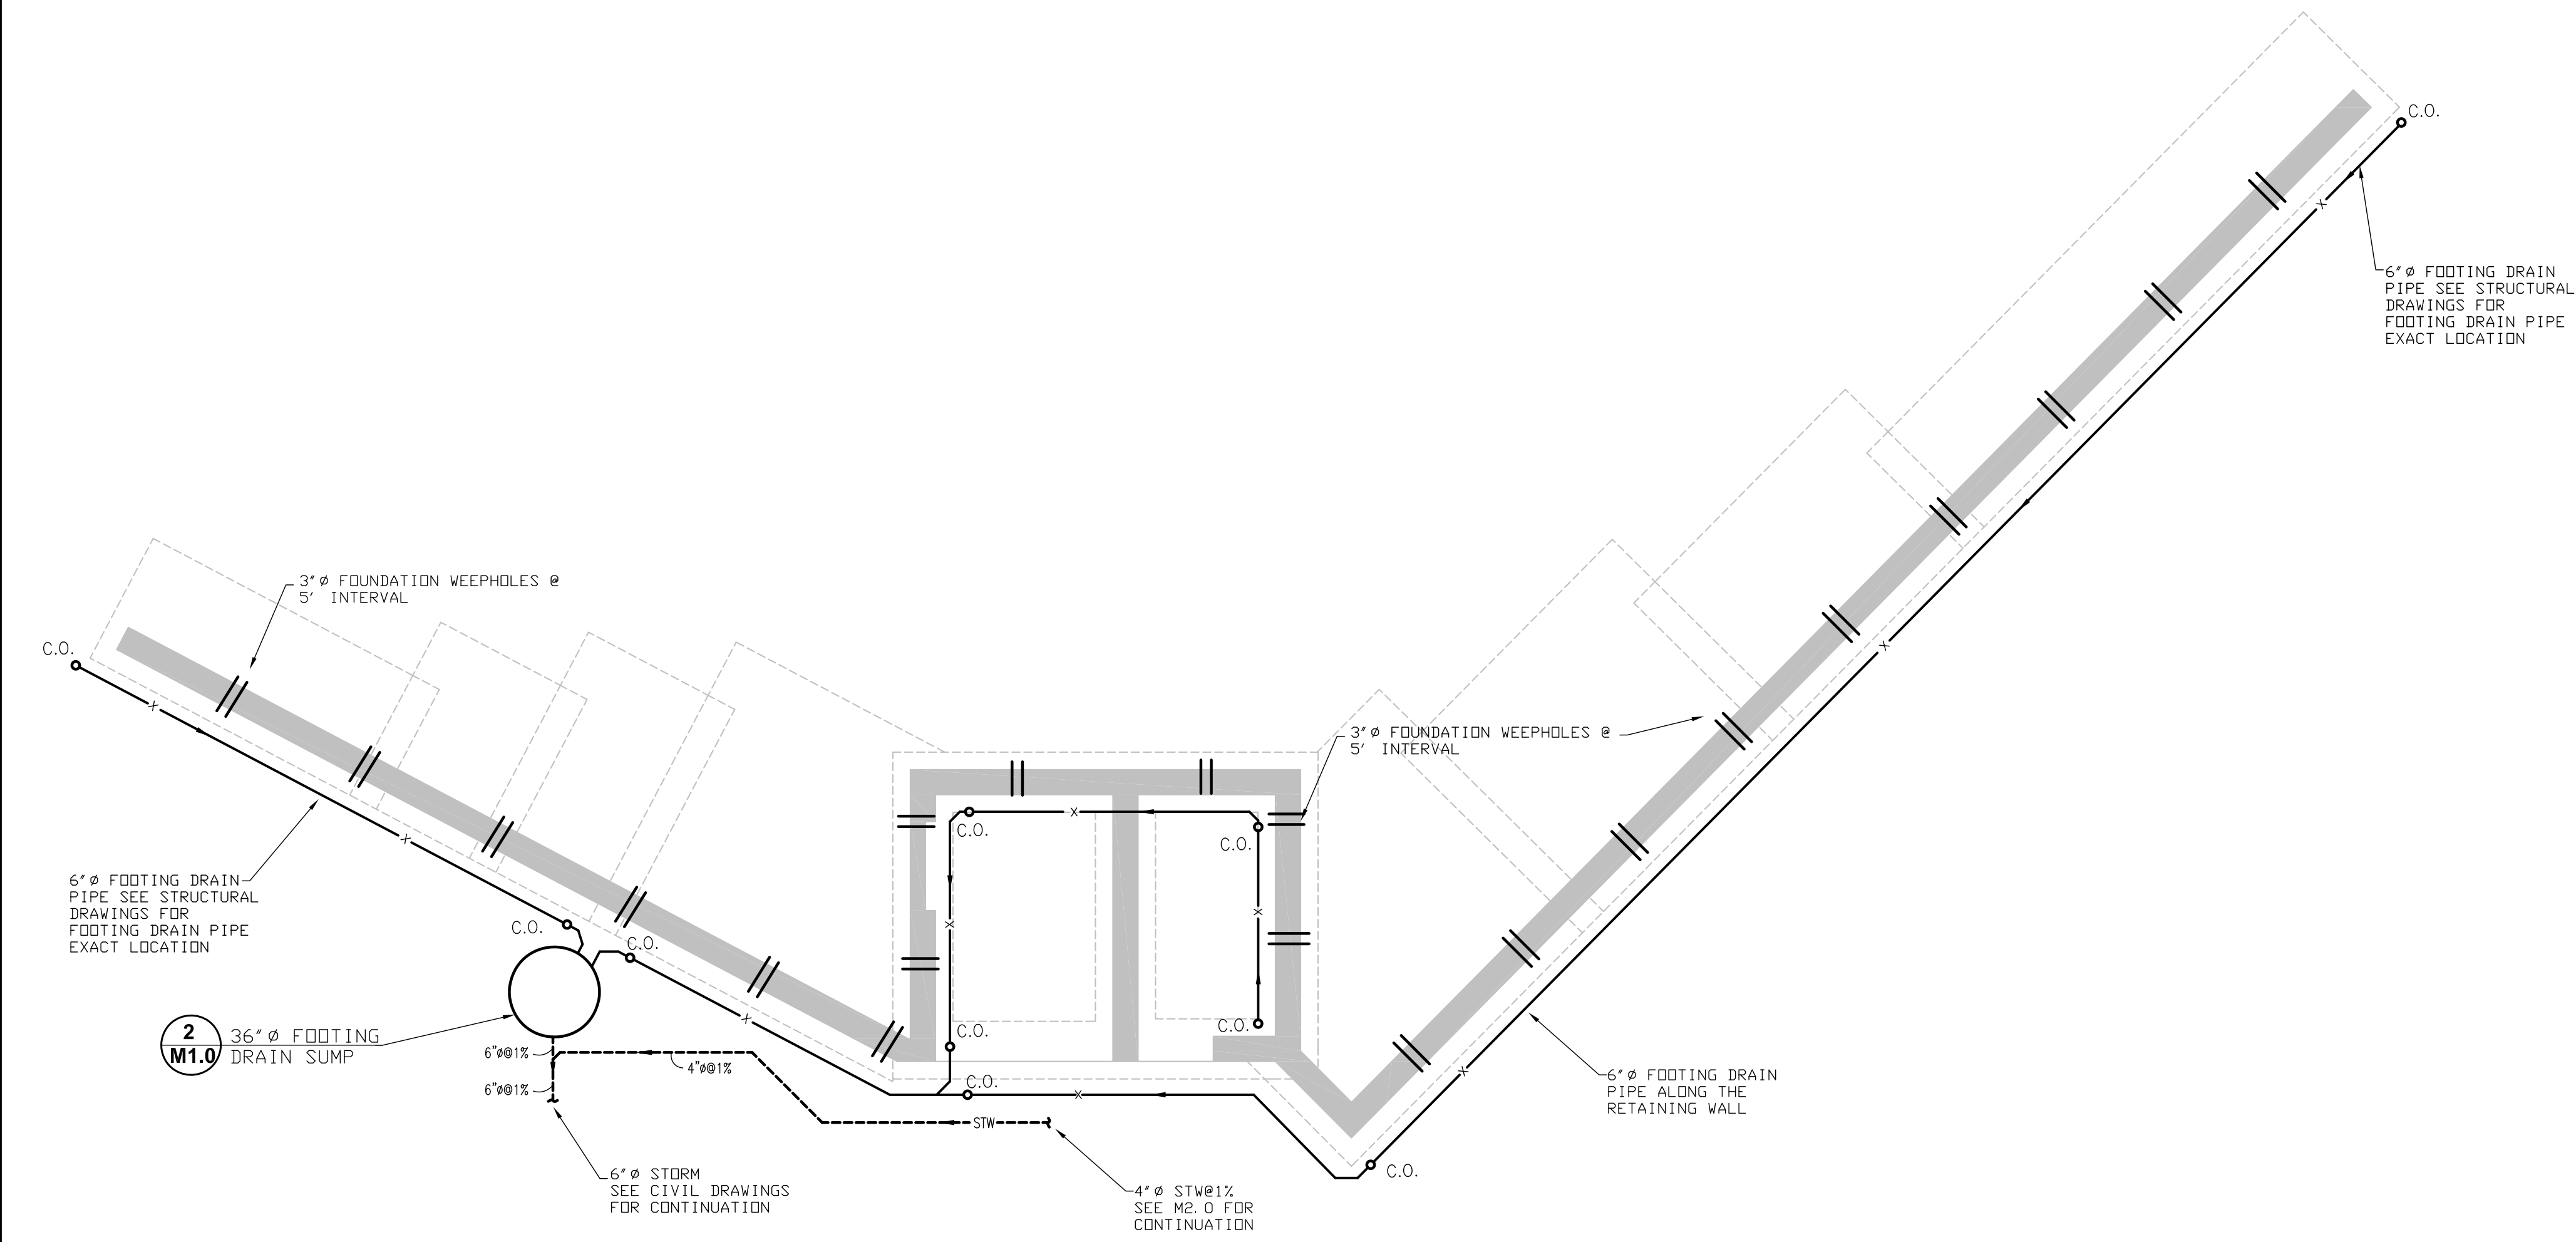 C.O.
6"Ø FOOTING DRAIN
PIPE SEE STRUCTURAL
DRAWINGS FOR
FOOTING DRAIN PIPE
EXACT LOCATION
X
3"Ø FOUNDATION WEEPHOLES @
5' INTERVAL
C.O.
X
X
X
3"Ø FOUNDATION WEEPHOLES @
5' INTERVAL
X
C.O.
C.O.
X
X
6"Ø FOOTING DRAIN
PIPE SEE STRUCTURAL
DRAWINGS FOR
FOOTING DRAIN PIPE
EXACT LOCATION
C.O.
C.O.
X
C.O.
C.O.
2
M1.0
36"Ø FOOTING
DRAIN SUMP
6"Ø@1%
6"Ø@1%
4"Ø@1%
C.O.
X
X
6"Ø FOOTING DRAIN
PIPE ALONG THE
RETAINING WALL
STW
C.O.
6"Ø STORM
SEE CIVIL DRAWINGS
FOR CONTINUATION
4"Ø STW@1%
SEE M2.0 FOR
CONTINUATION